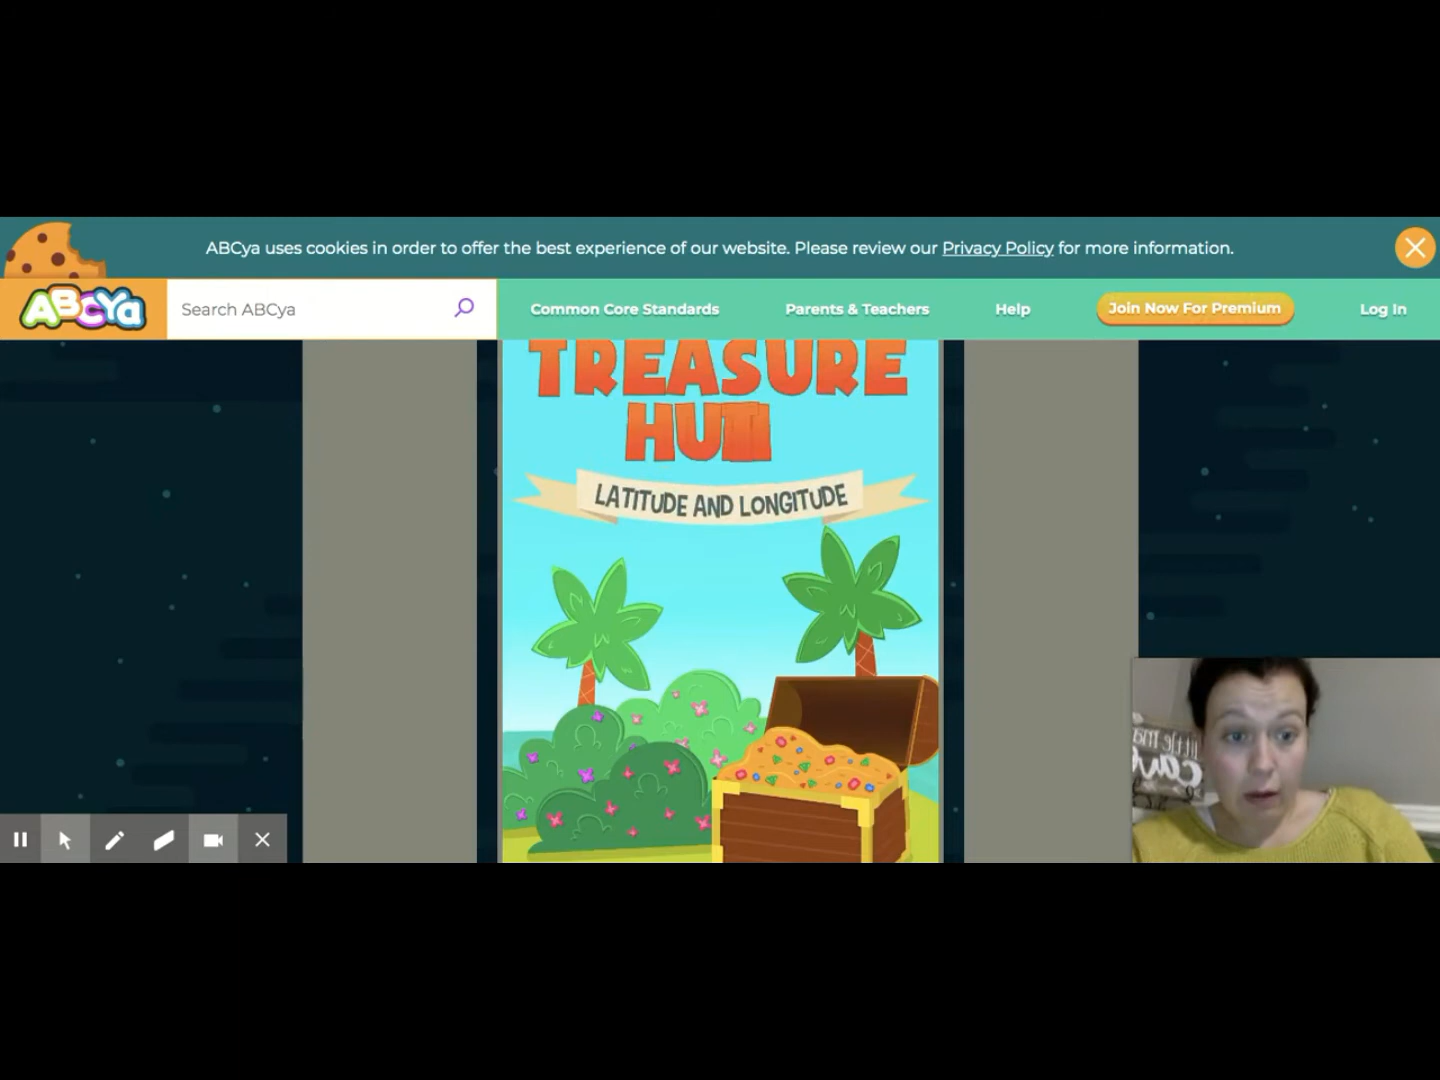 ABCya uses cookies in order to offer the best experience of our website. Please review our Privacy Policy for more information.
ABCYa
Search ABCya
Common Core Standards
Parents & Teachers
Help
Join Now For Premium
Log In
TREASURE
LATITUDE AND LONGITUDE
little